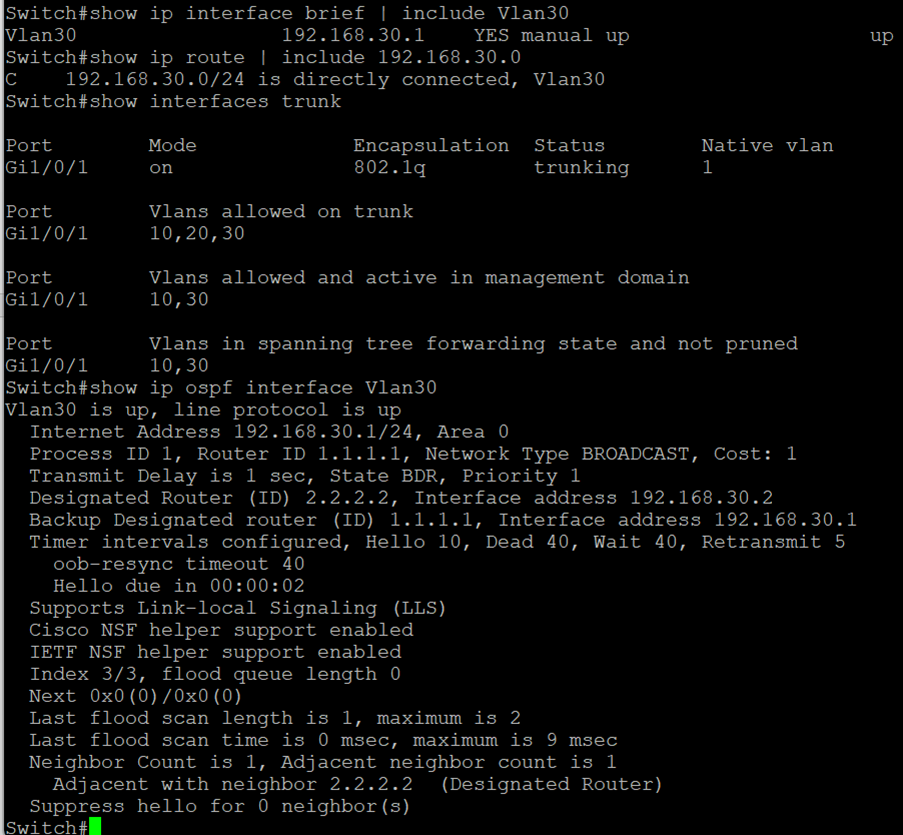 Switch#show ip interface brief | include Vlan30
Vlan30                 192.168.30.1    YES manual up                    up
Switch#show ip route | include 192.168.30.0
C    192.168.30.0/24 is directly connected, Vlan30
Switch#show interfaces trunk

Port        Mode             Encapsulation  Status        Native vlan
Gi1/0/1     on               802.1q         trunking      1

Port        Vlans allowed on trunk
Gi1/0/1     10,20,30

Port        Vlans allowed and active in management domain
Gi1/0/1     10,30

Port        Vlans in spanning tree forwarding state and not pruned
Gi1/0/1     10,30
Switch#show ip ospf interface Vlan30
Vlan30 is up, line protocol is up
  Internet Address 192.168.30.1/24, Area 0
  Process ID 1, Router ID 1.1.1.1, Network Type BROADCAST, Cost: 1
  Transmit Delay is 1 sec, State BDR, Priority 1
  Designated Router (ID) 2.2.2.2, Interface address 192.168.30.2
  Backup Designated router (ID) 1.1.1.1, Interface address 192.168.30.1
  Timer intervals configured, Hello 10, Dead 40, Wait 40, Retransmit 5
    oob-resync timeout 40
    Hello due in 00:00:02
  Supports Link-local Signaling (LLS)
  Cisco NSF helper support enabled
  IETF NSF helper support enabled
  Index 3/3, flood queue length 0
  Next 0x0(0)/0x0(0)
  Last flood scan length is 1, maximum is 2
  Last flood scan time is 0 msec, maximum is 9 msec
  Neighbor Count is 1, Adjacent neighbor count is 1
    Adjacent with neighbor 2.2.2.2  (Designated Router)
  Suppress hello for 0 neighbor(s)
Switch#